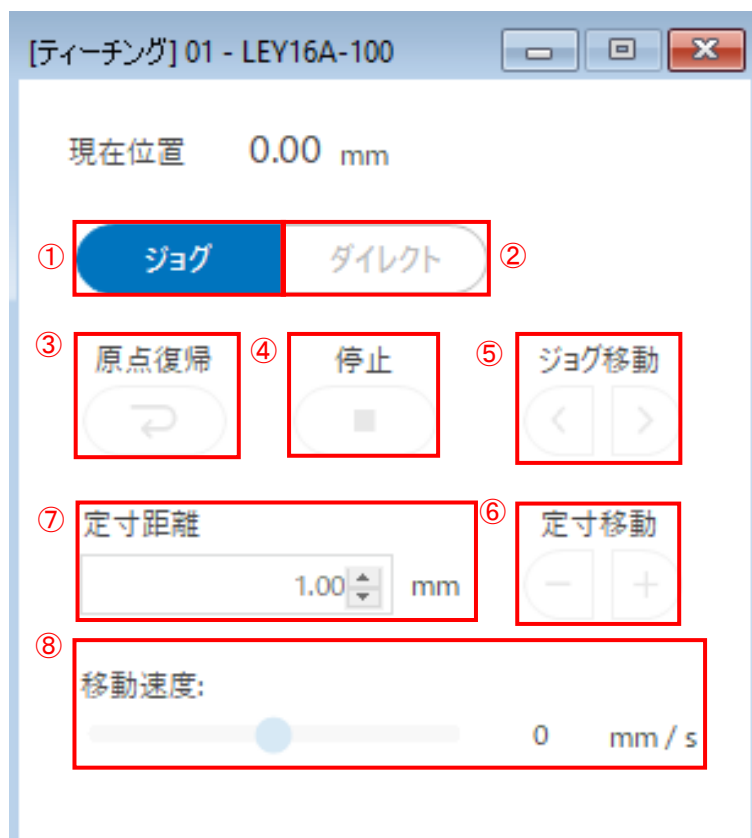 [ティーチング] 01 - LEY16A-100
現在位置 0.00 mm
① ジョグ ダイレクト ②
③ 原点復帰 ④ 停止 ⑤ ジョグ移動
⑦ 定寸距離 ⑥ 定寸移動
1.00 mm
⑧
移動速度:
0 mm / s